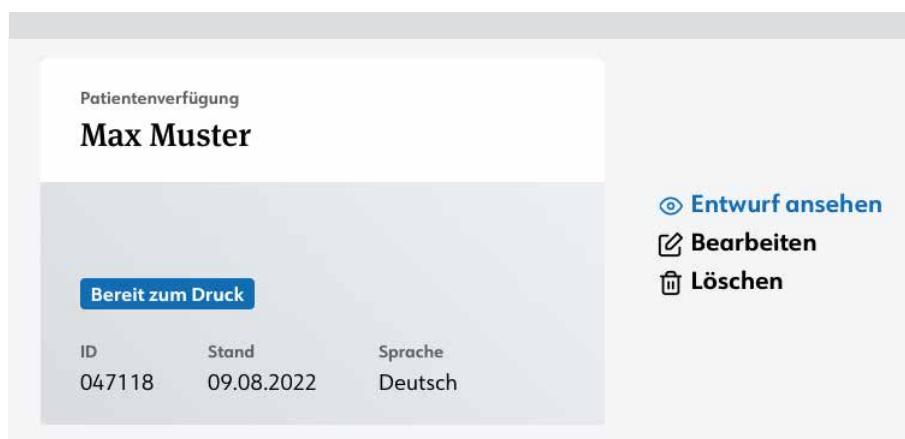 Patientenverfügung
Max Muster
Entwurf ansehen
Bearbeiten
Löschen
Bereit zum Druck
ID Stand Sprache
047118 09.08.2022 Deutsch